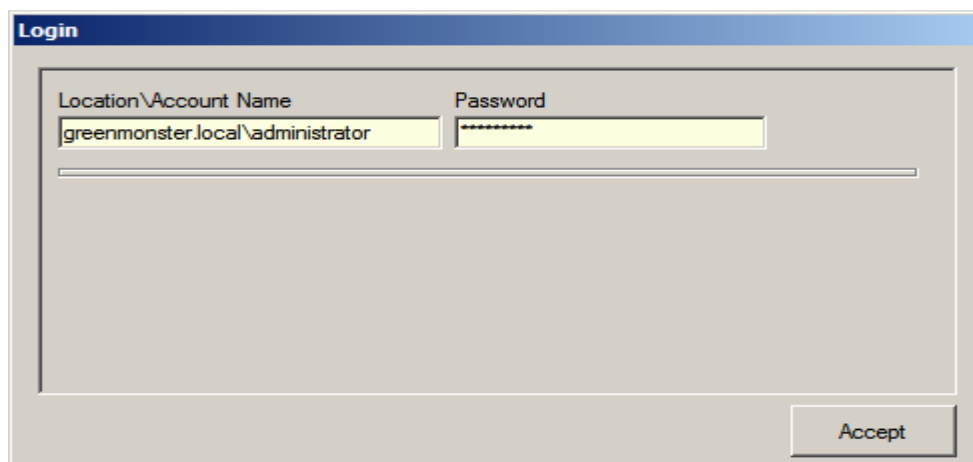 Login
Location\Account Name Password
greenmonster.local\administrator *********
Accept